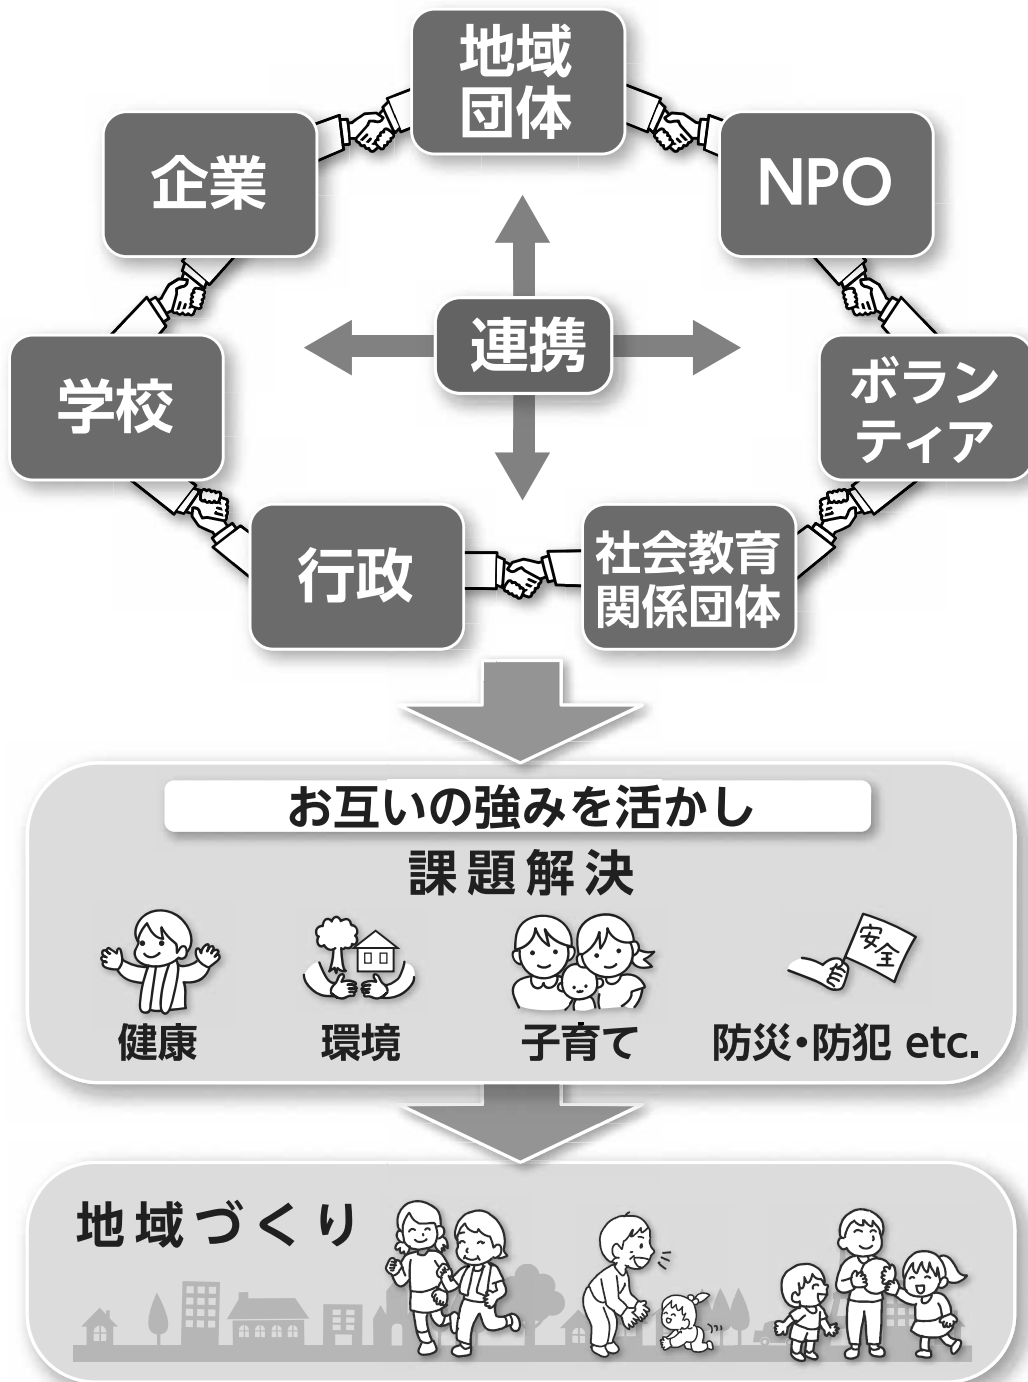 地域
団体
企業
NPO
連携
学校
ボラン
ティア
行政
社会教育
関係団体
お互いの強みを活かし
課題解決
安全
健康
環境
子育て
防災・防犯 etc.
地域づくり